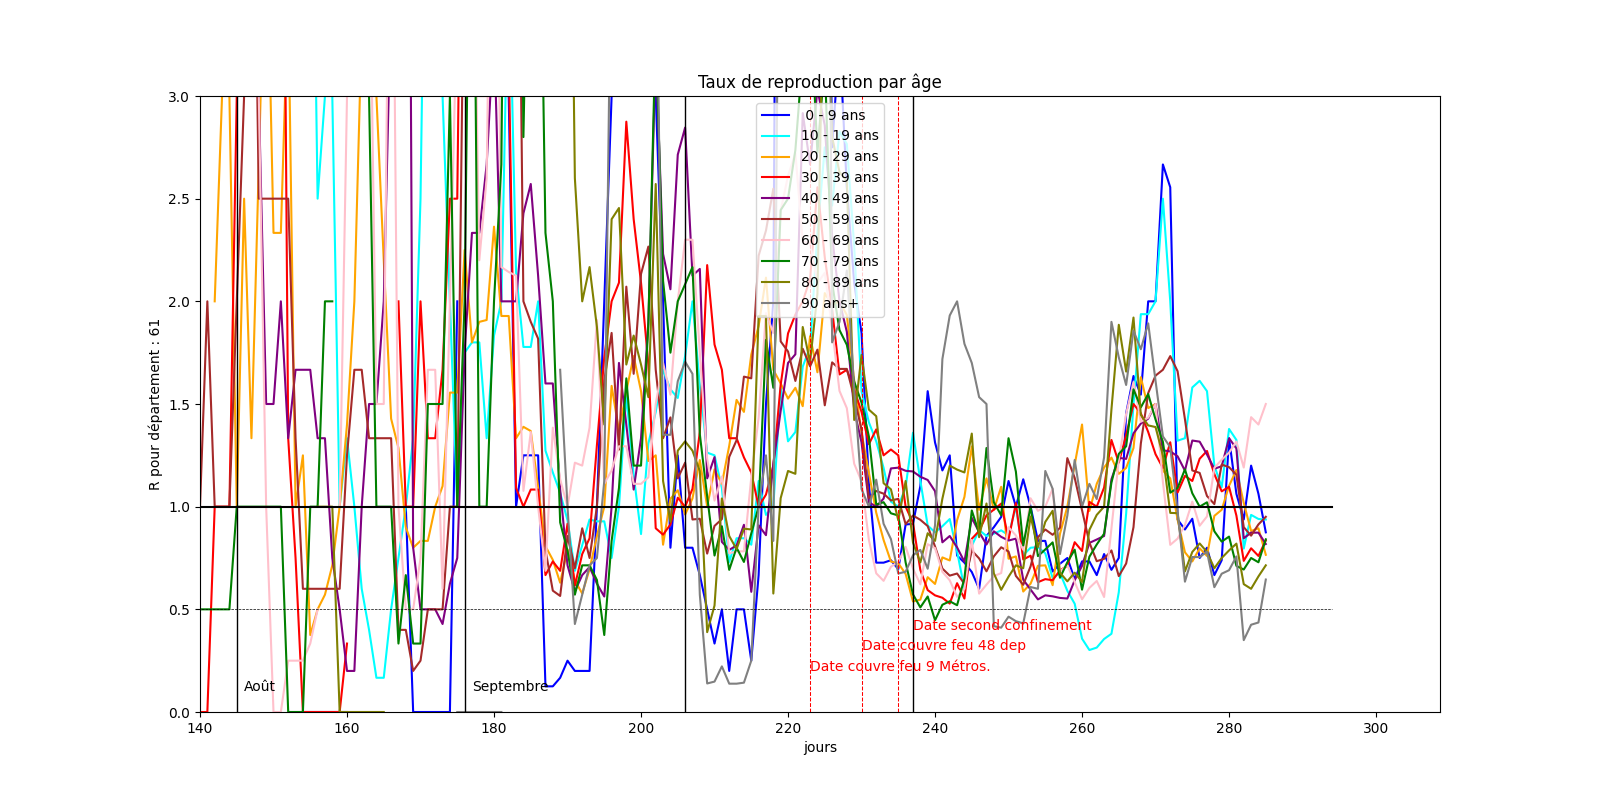 Taux de reproduction par âge
3.0
2.5
2.0
1.5
1.0
0.5
0.0
R pour département : 61
0 - 9 ans
10 - 19 ans
20 - 29 ans
30 - 39 ans
40 - 49 ans
50 - 59 ans
60 - 69 ans
70 - 79 ans
80 - 89 ans
90 ans+
Date second confinement
Date couvre feu 48 dep
Date couvre feu 9 Métros.
Août
Septembre
140 160 180 200 220 240 260 280 300
jours